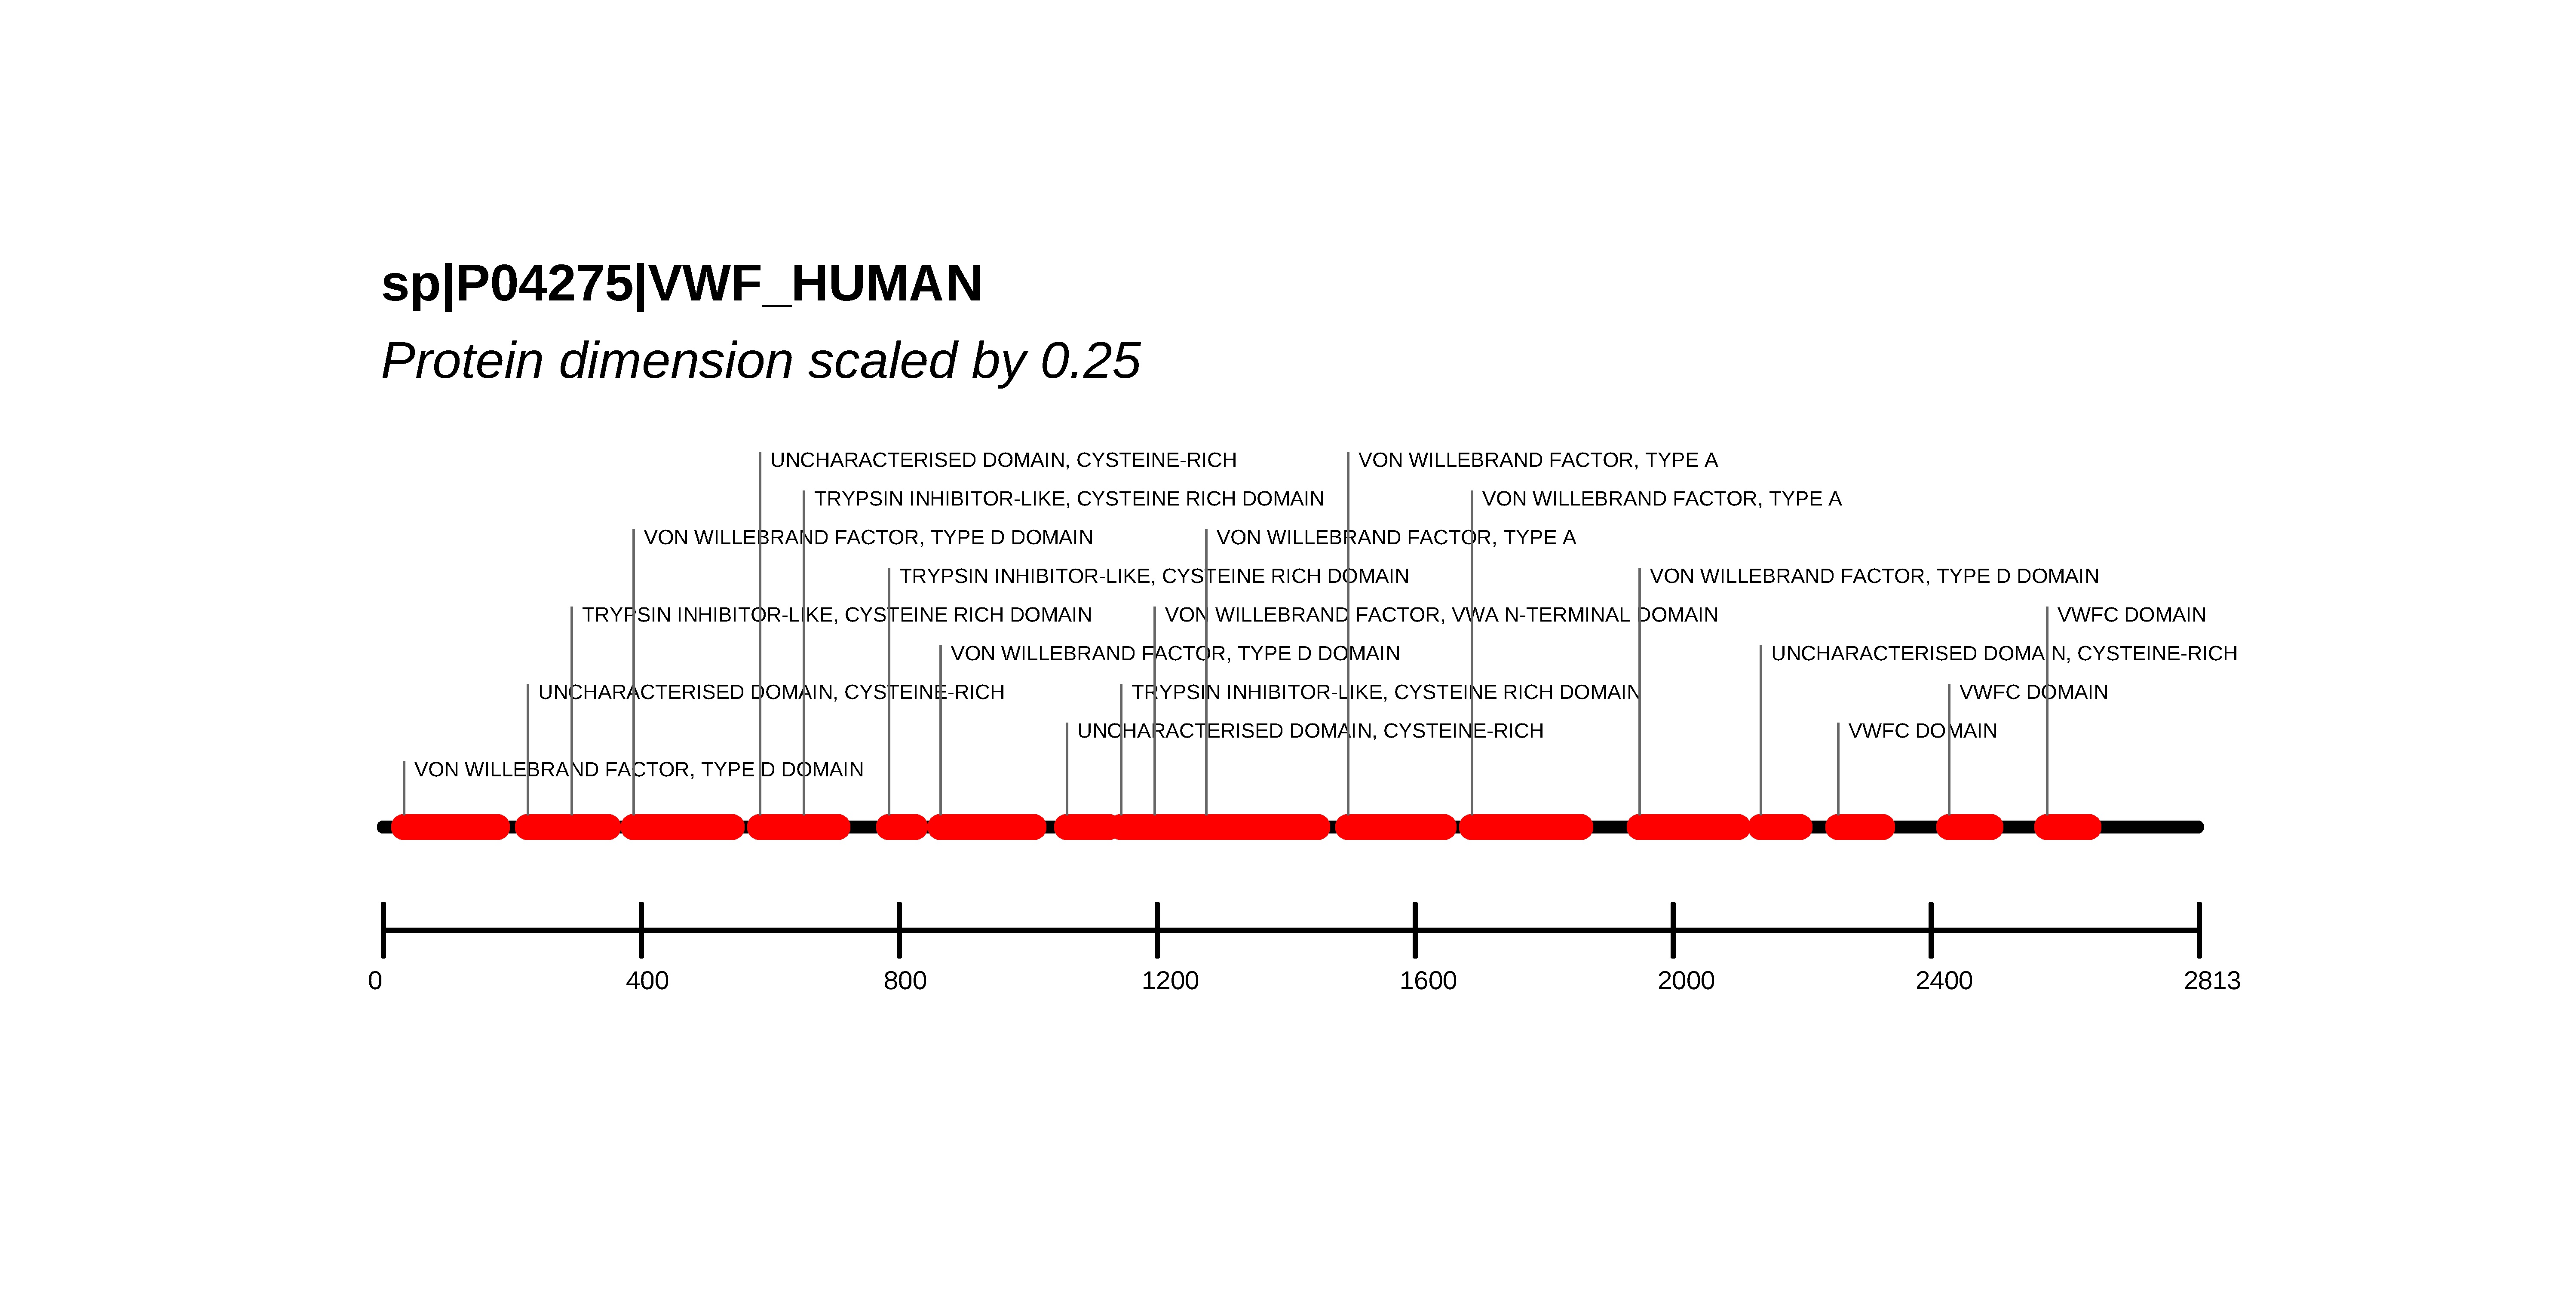 sp|P04275|VWF_HUMAN
Protein dimension scaled by 0.25
UNCHARACTERISED DOMAIN, CYSTEINE-RICH
VON WILLEBRAND FACTOR, TYPE A
TRYPSIN INHIBITOR-LIKE, CYSTEINE RICH DOMAIN
VON WILLEBRAND FACTOR, TYPE A
VON WILLEBRAND FACTOR, TYPE D DOMAIN
VON WILLEBRAND FACTOR, TYPE A
TRYPSIN INHIBITOR-LIKE, CYSTEINE RICH DOMAIN
VON WILLEBRAND FACTOR, TYPE D DOMAIN
TRYPSIN INHIBITOR-LIKE, CYSTEINE RICH DOMAIN
VON WILLEBRAND FACTOR, VWA N-TERMINAL DOMAIN
VWFC DOMAIN
VON WILLEBRAND FACTOR, TYPE D DOMAIN
UNCHARACTERISED DOMAIN, CYSTEINE-RICH
UNCHARACTERISED DOMAIN, CYSTEINE-RICH
TRYPSIN INHIBITOR-LIKE, CYSTEINE RICH DOMAIN
VWFC DOMAIN
UNCHARACTERISED DOMAIN, CYSTEINE-RICH
VWFC DOMAIN
VON WILLEBRAND FACTOR, TYPE D DOMAIN
0 400 800 1200 1600 2000 2400 2813